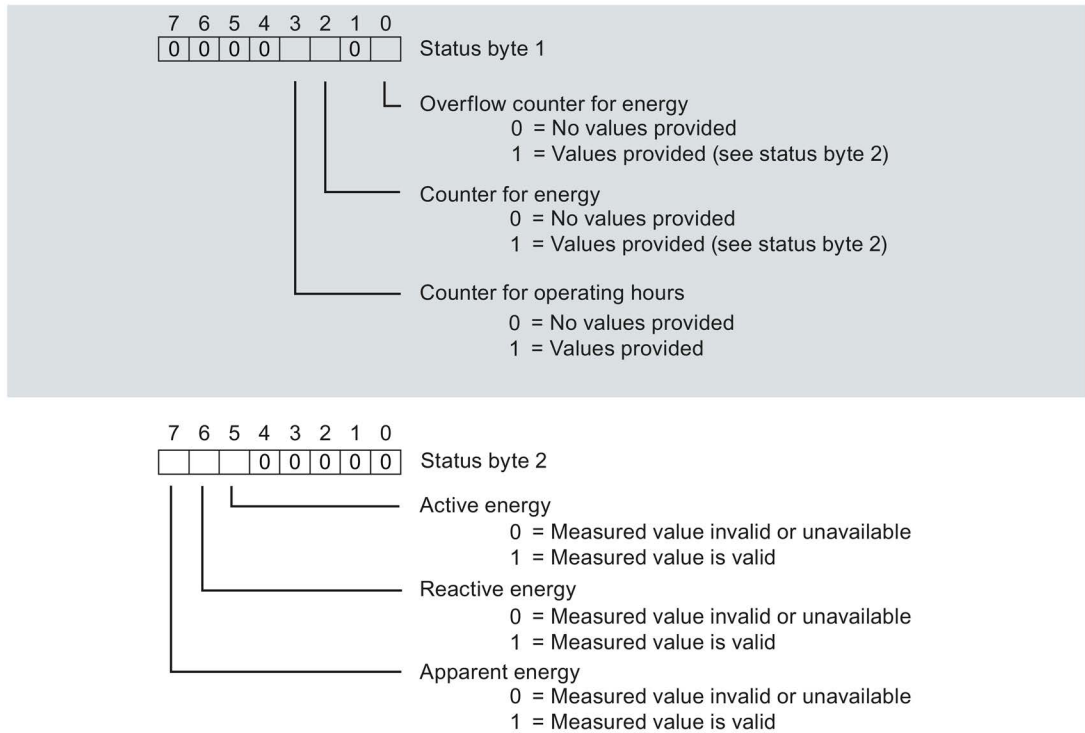 7 6 5 4 3 2 1 0
0 0 0 0 0 Status byte 1
Overflow counter for energy
0 = No values provided
1 = Values provided (see status byte 2)
Counter for energy
0 = No values provided
1 = Values provided (see status byte 2)
Counter for operating hours
0 = No values provided
1 = Values provided
7 6 5 4 3 2 1 0
0 0 0 0 0 Status byte 2
Active energy
0 = Measured value invalid or unavailable
1 = Measured value is valid
Reactive energy
0 = Measured value invalid or unavailable
1 = Measured value is valid
Apparent energy
0 = Measured value invalid or unavailable
1 = Measured value is valid